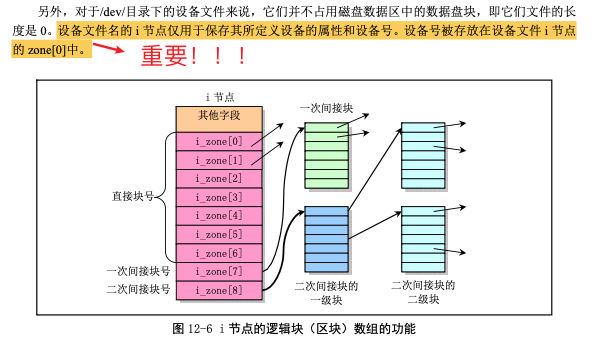 另外，对于/dev/目录下的设备文件来说，它们并不占用磁盘数据区中的数据盘块，即它们文件的长
度是 0。设备文件名的 i 节点仅用于保存其所定义设备的属性和设备号。设备号被存放在设备文件 i 节点
的 zone[0]中。
重要！！！
i 节点
其他字段
i_zone[0]
i_zone[1]
i_zone[2]
i_zone[3]
i_zone[4]
i_zone[5]
i_zone[6]
i_zone[7]
i_zone[8]
直接块号
一次间接块号
二次间接块号
一次间接块
二次间接块的
一级块
二次间接块的
二级块
图 12-6 i 节点的逻辑块（区块）数组的功能